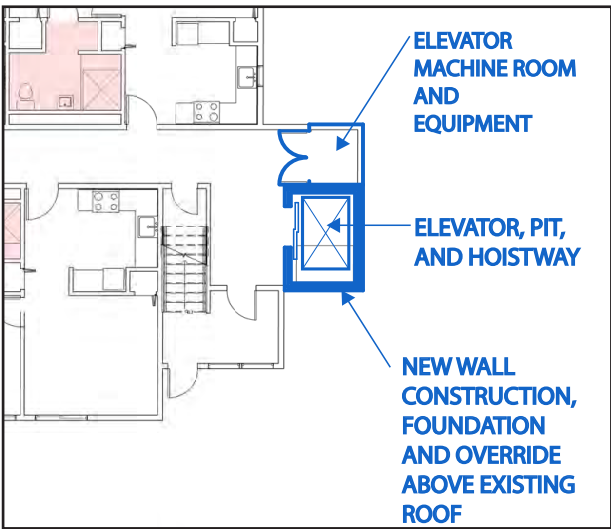 ELEVATOR
MACHINE ROOM
AND
EQUIPMENT
ELEVATOR, PIT,
AND HOISTWAY
NEW WALL
CONSTRUCTION,
FOUNDATION
AND OVERRIDE
ABOVE EXISTING
ROOF